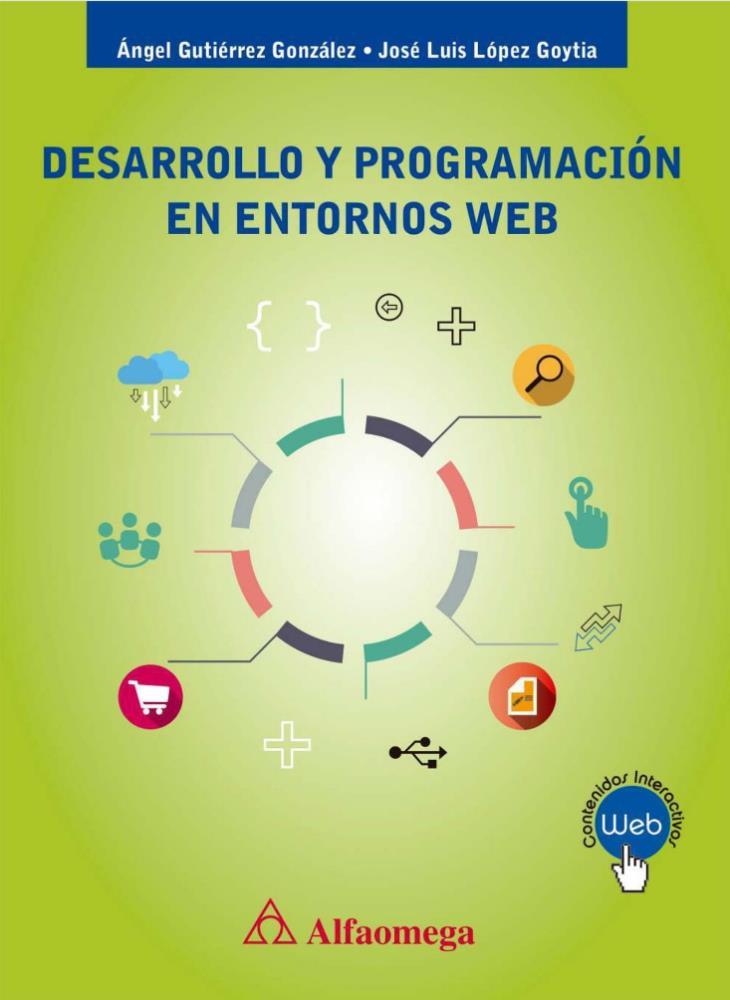 Ángel Gutiérrez González • José Luis López Goytia
DESARROLLO Y PROGRAMACIÓN
EN ENTORNOS WEB
{ }
Contenidos Interactivos
Web
Alfaomega